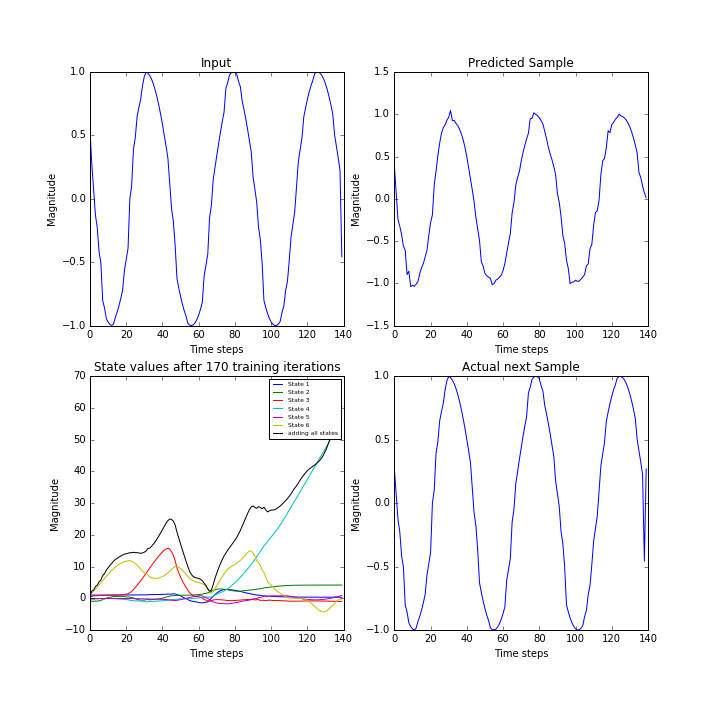 Input
1.0
0.5
0.0
−0.5
−1.0
Magnitude
0 20 40 60 80 100 120 140
Time steps
Predicted Sample
1.5
1.0
0.5
0.0
−0.5
−1.0
−1.5
Magnitude
0 20 40 60 80 100 120 140
Time steps
State values after 170 training iterations
70
60
50
40
30
20
10
0
−10
Magnitude
State 1
State 2
State 3
State 4
State 5
State 6
adding all states
0 20 40 60 80 100 120 140
Time steps
Actual next Sample
1.0
0.5
0.0
−0.5
−1.0
Magnitude
0 20 40 60 80 100 120 140
Time steps